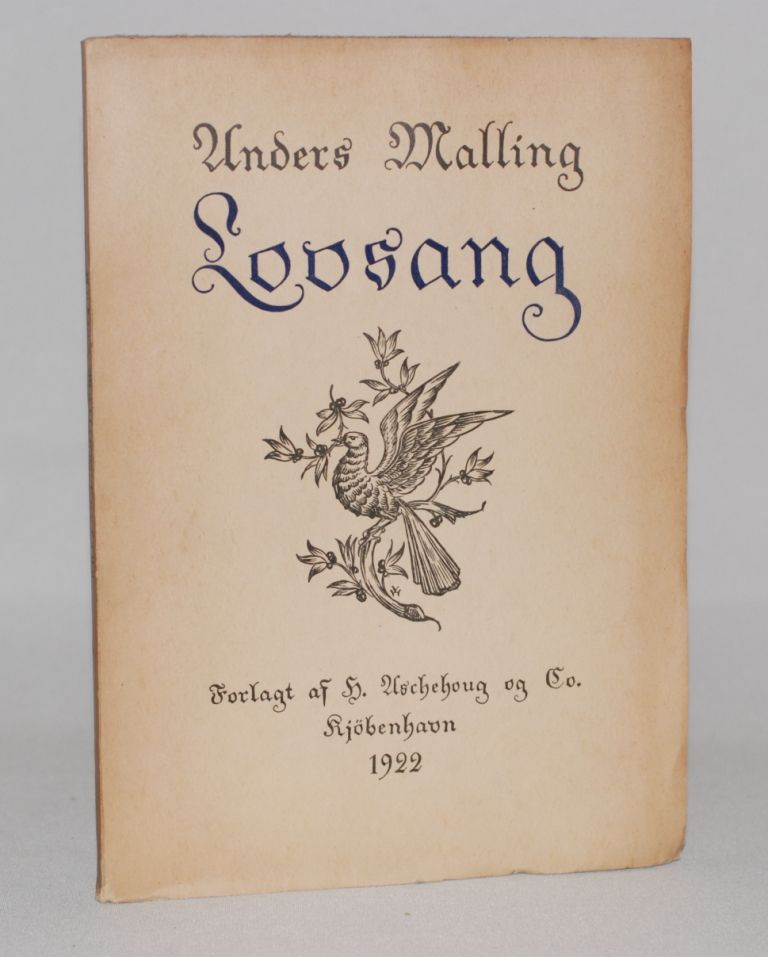 Anders Malling
Lovsang
Forlagt af H. Aschehoug og Co.
Kjöbenhavn
1922